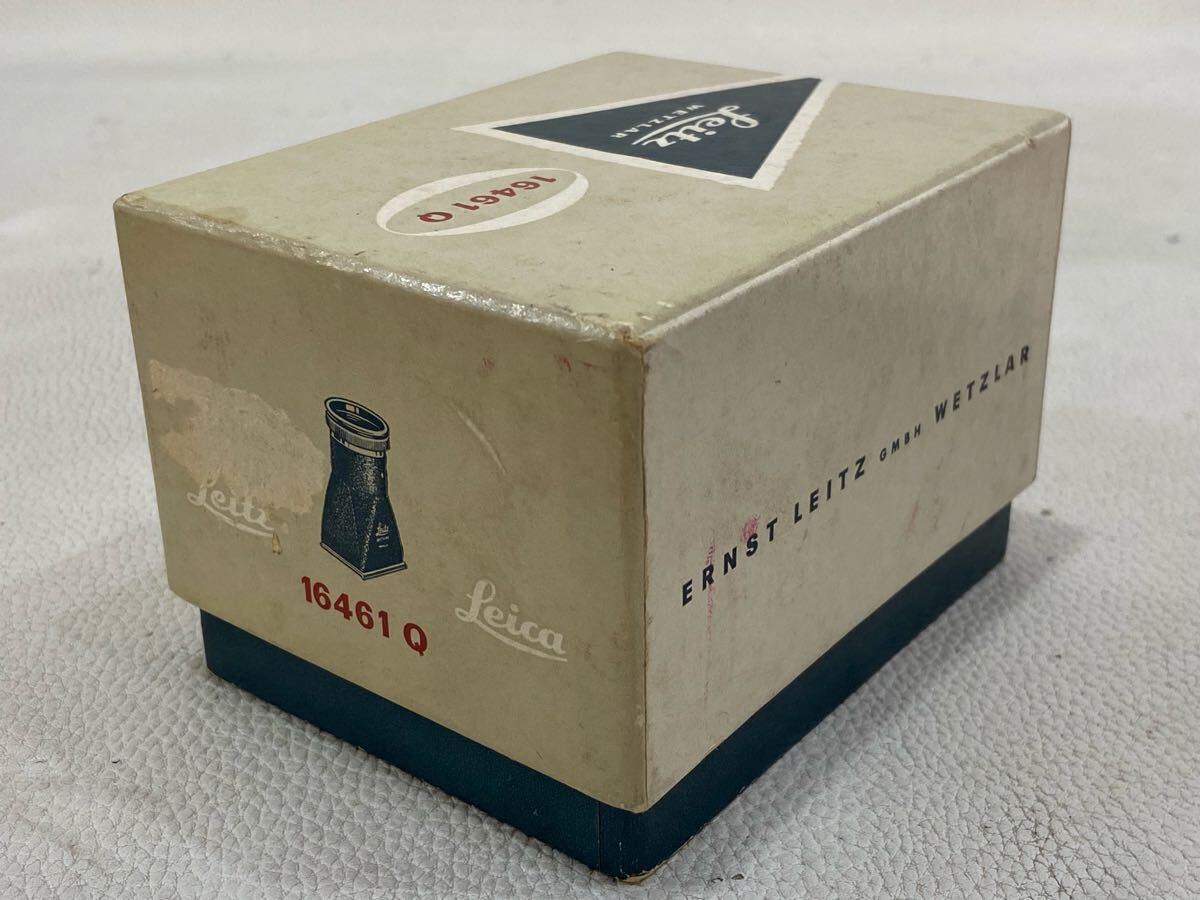 Leitz
WETZLAR
16461 Q
Leitz
16461 Q
Leica
ERNST LEITZ GMBH WETZLAR